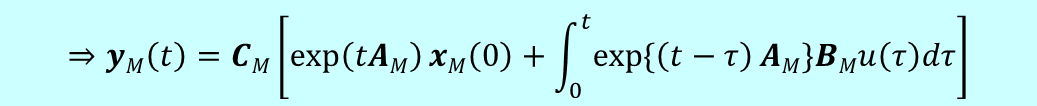 ⇒ 𝒚_M(t) = 𝑪_M [exp(t𝑨_M) 𝒙_M(0) + ∫_0^t exp{(t − τ) 𝑨_M}𝑩_M u(τ)dτ]